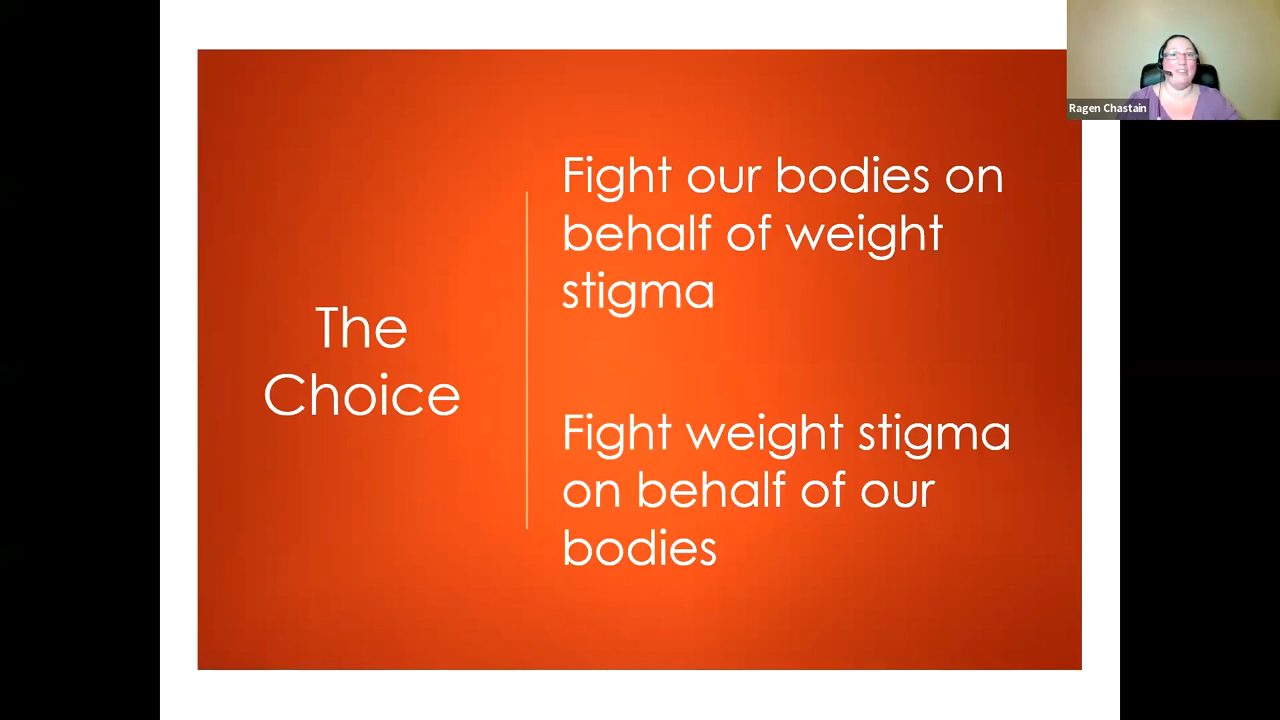 Ragen Chastain
The
Choice
Fight our bodies on
behalf of weight
stigma
Fight weight stigma
on behalf of our
bodies